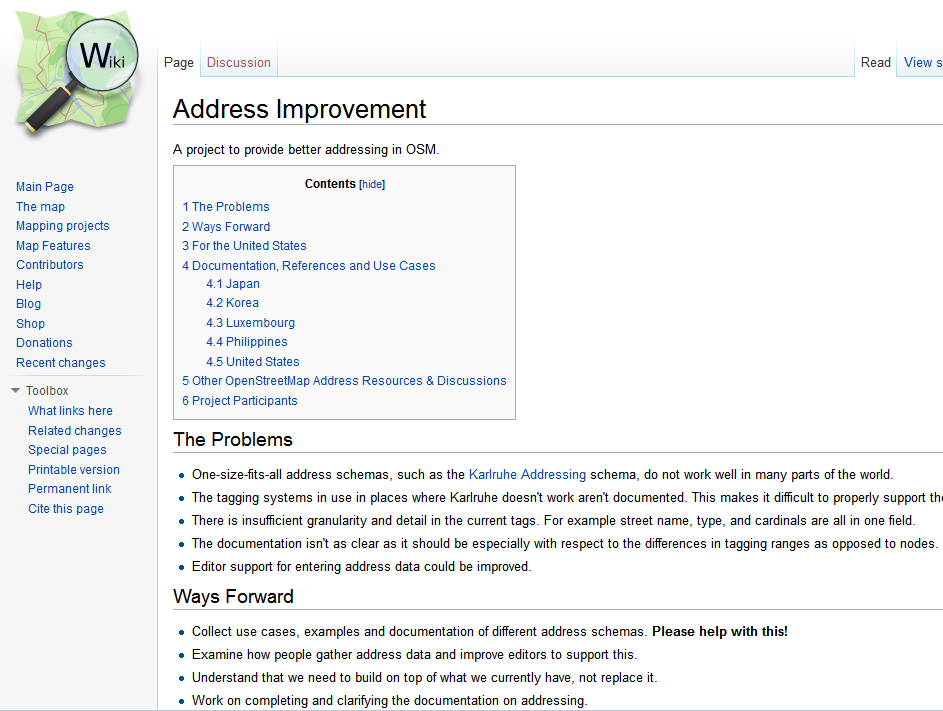 Wiki
Page
Discussion
Read
View s
Address Improvement
A project to provide better addressing in OSM.
Contents [hide]
1 The Problems
2 Ways Forward
3 For the United States
4 Documentation, References and Use Cases
4.1 Japan
4.2 Korea
4.3 Luxembourg
4.4 Philippines
4.5 United States
5 Other OpenStreetMap Address Resources & Discussions
6 Project Participants
Main Page
The map
Mapping projects
Map Features
Contributors
Help
Blog
Shop
Donations
Recent changes
Toolbox
What links here
Related changes
Special pages
Printable version
Permanent link
Cite this page
The Problems
One-size-fits-all address schemas, such as the Karlruhe Addressing schema, do not work well in many parts of the world.
The tagging systems in use in places where Karlruhe doesn't work aren't documented. This makes it difficult to properly support the
There is insufficient granularity and detail in the current tags. For example street name, type, and cardinals are all in one field.
The documentation isn't as clear as it should be especially with respect to the differences in tagging ranges as opposed to nodes.
Editor support for entering address data could be improved.
Ways Forward
Collect use cases, examples and documentation of different address schemas. Please help with this!
Examine how people gather address data and improve editors to support this.
Understand that we need to build on top of what we currently have, not replace it.
Work on completing and clarifying the documentation on addressing.